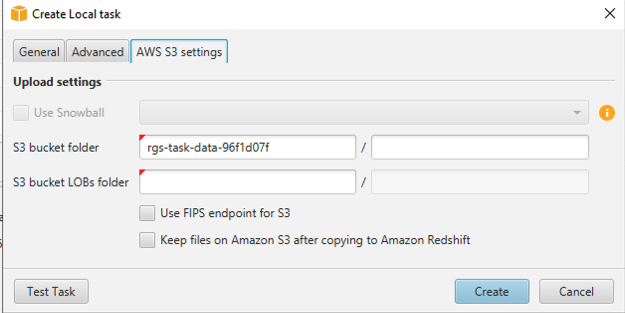 Create Local task
General Advanced AWS S3 settings
Upload settings
Use Snowball
S3 bucket folder rgs-task-data-96f1d07f /
S3 bucket LOBs folder /
Use FIPS endpoint for S3
Keep files on Amazon S3 after copying to Amazon Redshift
Test Task Create Cancel